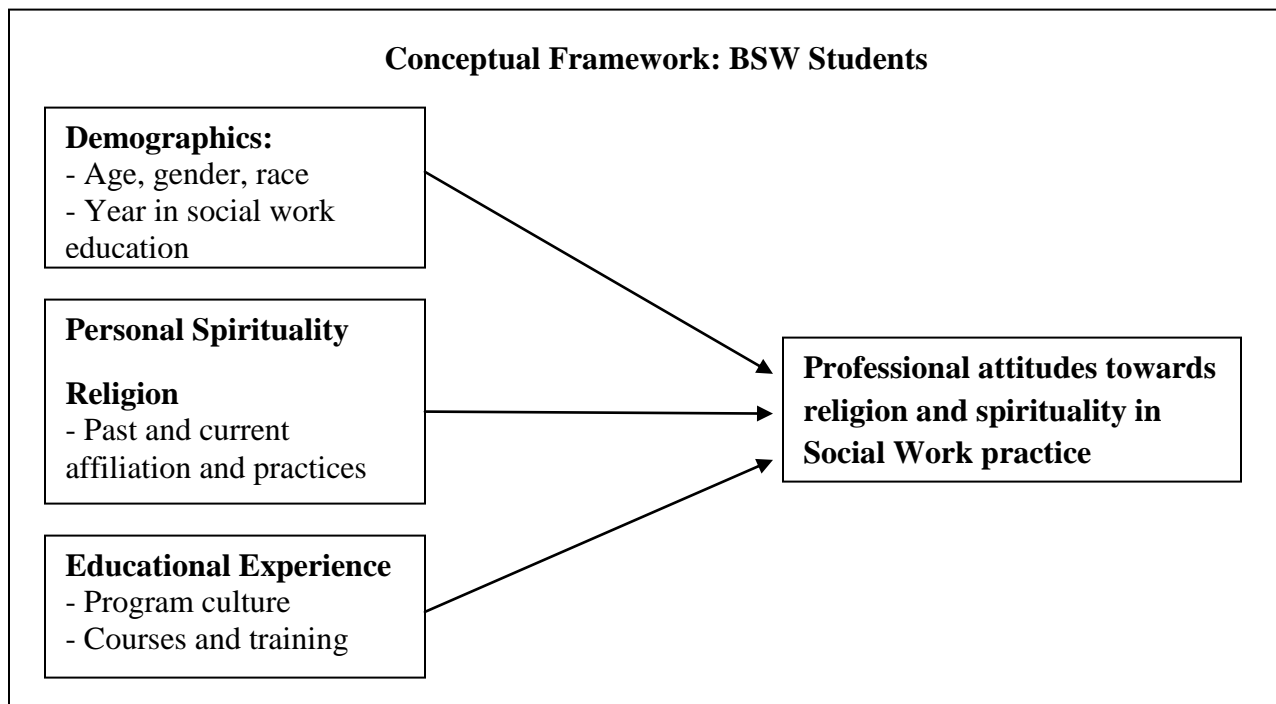 Conceptual Framework: BSW Students
Demographics:
- Age, gender, race
- Year in social work
education
Personal Spirituality
Religion
- Past and current
affiliation and practices
Educational Experience
- Program culture
- Courses and training
Professional attitudes towards
religion and spirituality in
Social Work practice